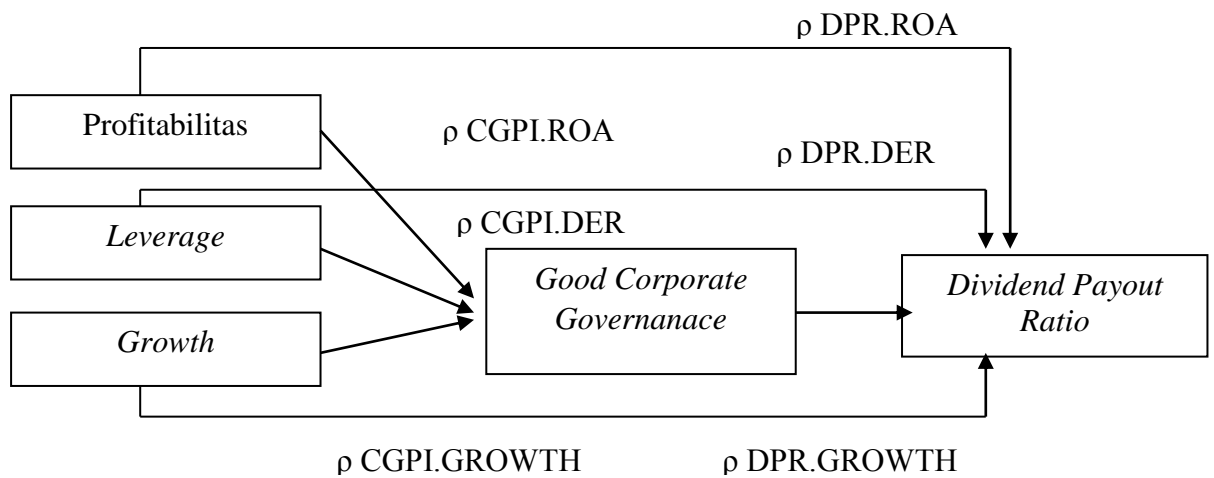 ρ DPR.ROA
Profitabilitas
ρ CGPI.ROA
ρ DPR.DER
Leverage
ρ CGPI.DER
Good Corporate
Governanace
Dividend Payout
Ratio
Growth
ρ CGPI.GROWTH
ρ DPR.GROWTH